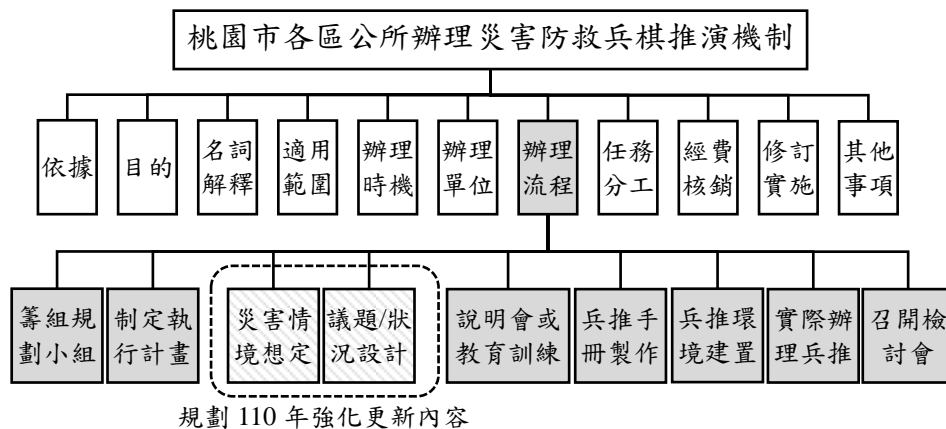 桃園市各區公所辦理災害防救兵棋推演機制
依據
目的
名詞
解釋
適用
範圍
辦理
時機
辦理
單位
辦理
流程
任務
分工
經費
核銷
修訂
實施
其他
事項
籌組規
劃小組
制定執
行計畫
災害情
境想定
議題/狀
況設計
說明會或
教育訓練
兵推手
冊製作
兵推環
境建置
實際辦
理兵推
召開檢
討會
規劃 110 年強化更新內容